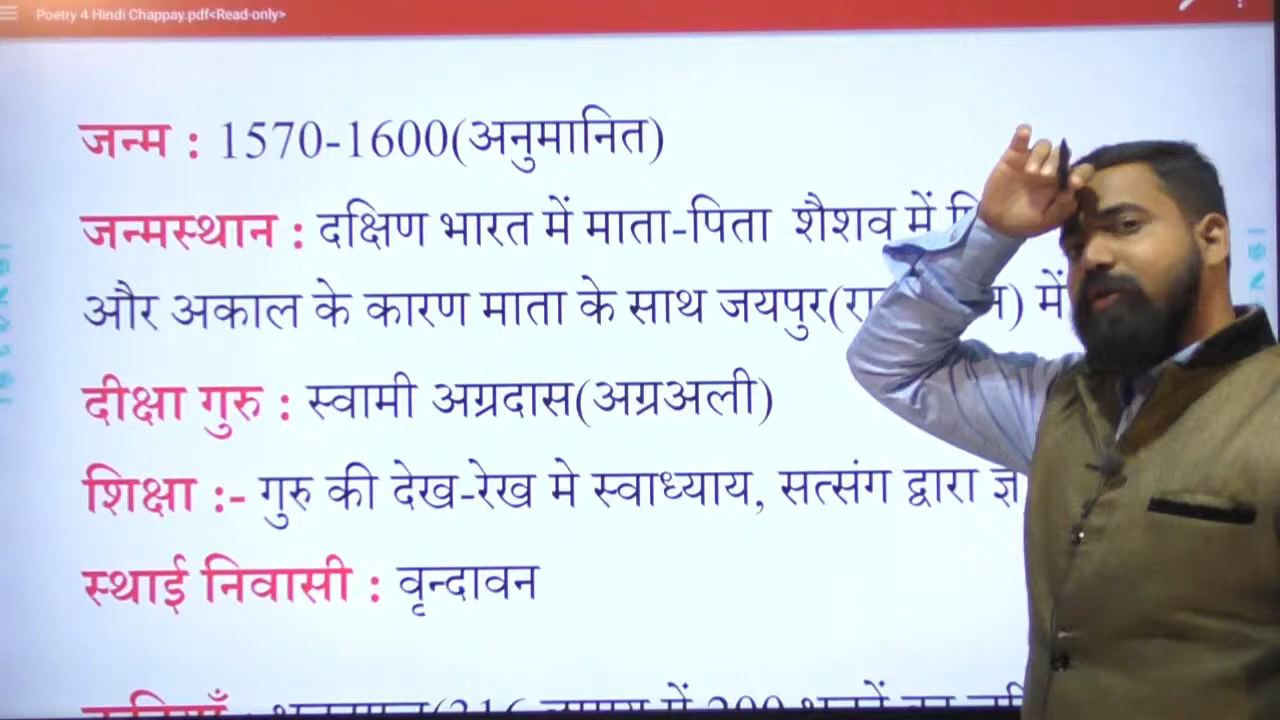 Poetry 4 Hindi Chappay.pdf<Read-only>
जन्म : 1570-1600(अनुमानित)
जन्मस्थान : दक्षिण भारत में माता-पिता शैशव में
और अकाल के कारण माता के साथ जयपुर( में
दीक्षा गुरु : स्वामी अग्रदास(अग्रअली)
शिक्षा :- गुरु की देख-रेख मे स्वाध्याय, सत्संग द्वारा
स्थाई निवासी : वृन्दावन